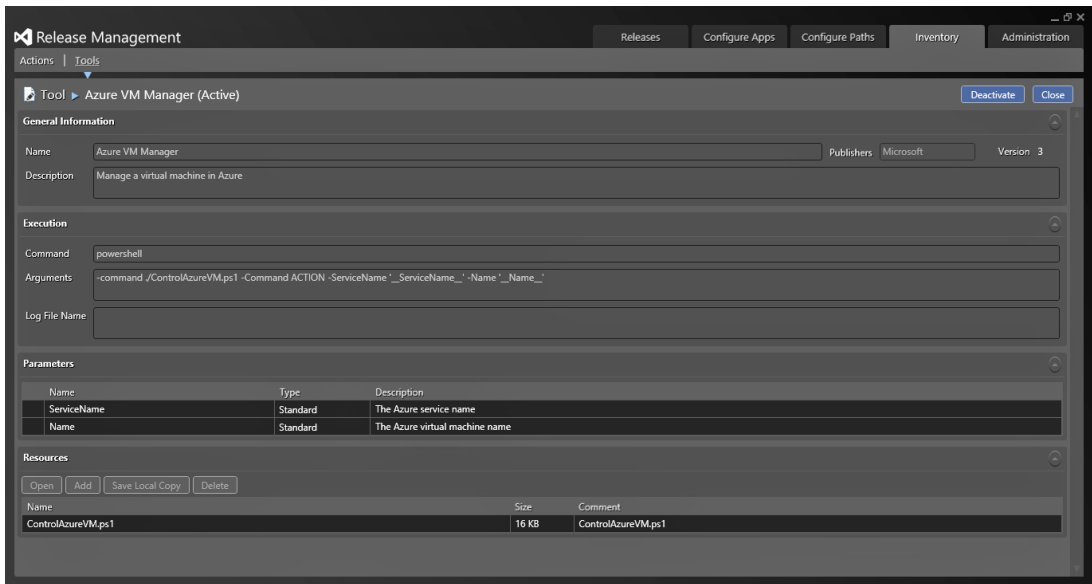 Release Management
Releases
Configure Apps
Configure Paths
Inventory
Administration
Actions | Tools
Tool ▸ Azure VM Manager (Active)
Deactivate
Close
General Information
Name Azure VM Manager Publishers Microsoft Version 3
Description Manage a virtual machine in Azure
Execution
Command powershell
Arguments -command ./ControlAzureVM.ps1 -Command ACTION -ServiceName '__ServiceName__' -Name '__Name__'
Log File Name
Parameters
Name Type Description
ServiceName Standard The Azure service name
Name Standard The Azure virtual machine name
Resources
Open Add Save Local Copy Delete
Name Size Comment
ControlAzureVM.ps1 16 KB ControlAzureVM.ps1